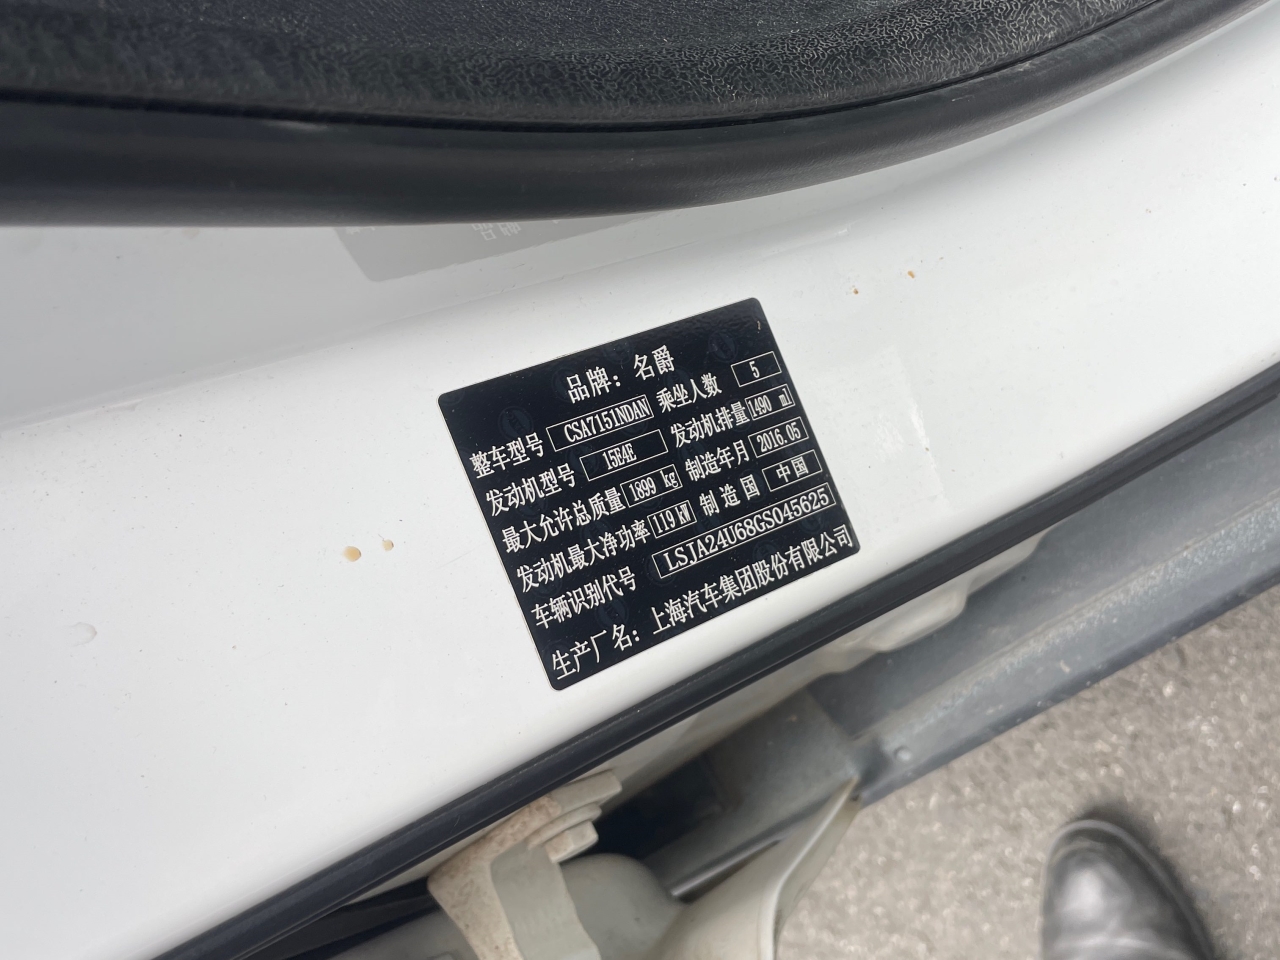 品牌：名爵
整车型号 CSA7151NDAN 乘坐人数 5
发动机型号 15E4E 发动机排量 1490 ml
最大允许总质量 1899 kg 制造年月 2016.05
发动机最大净功率 119 kW 制造国 中国
车辆识别代号 LSJA24U68GS045625
生产厂名：上海汽车集团股份有限公司